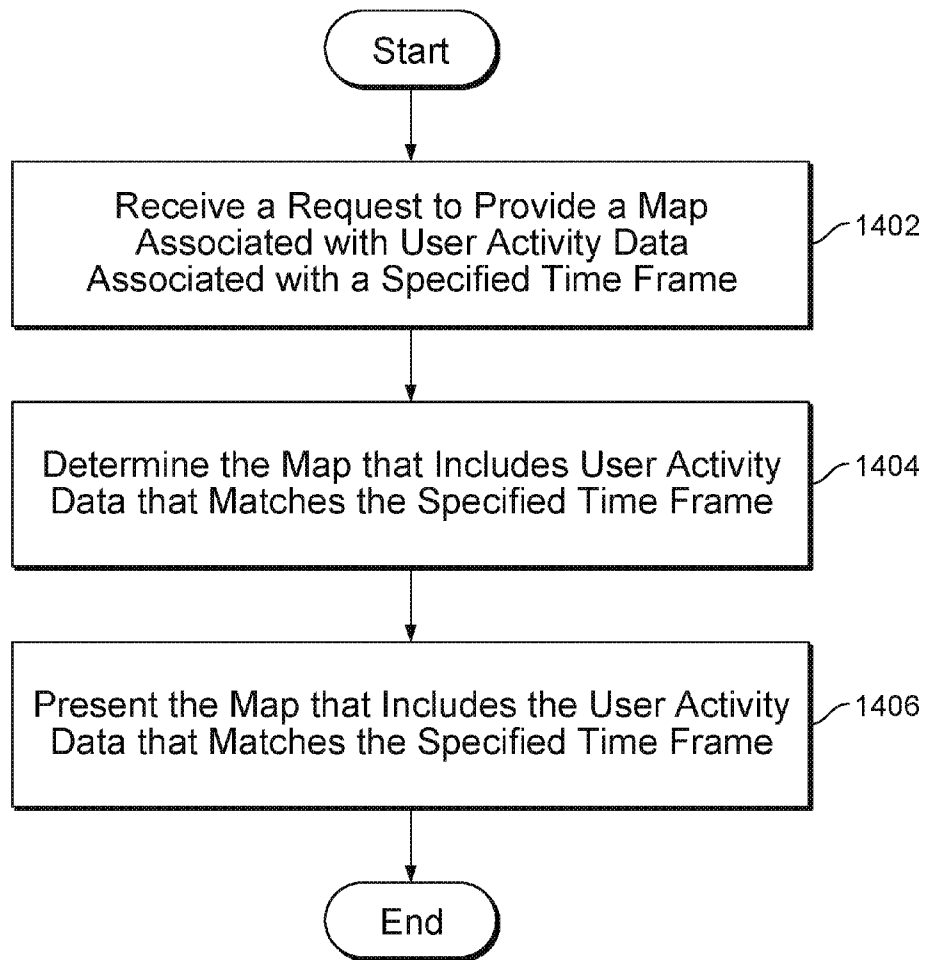 Start
Receive a Request to Provide a Map
Associated with User Activity Data
Associated with a Specified Time Frame
1402
Determine the Map that Includes User Activity
Data that Matches the Specified Time Frame
1404
Present the Map that Includes the User Activity
Data that Matches the Specified Time Frame
1406
End